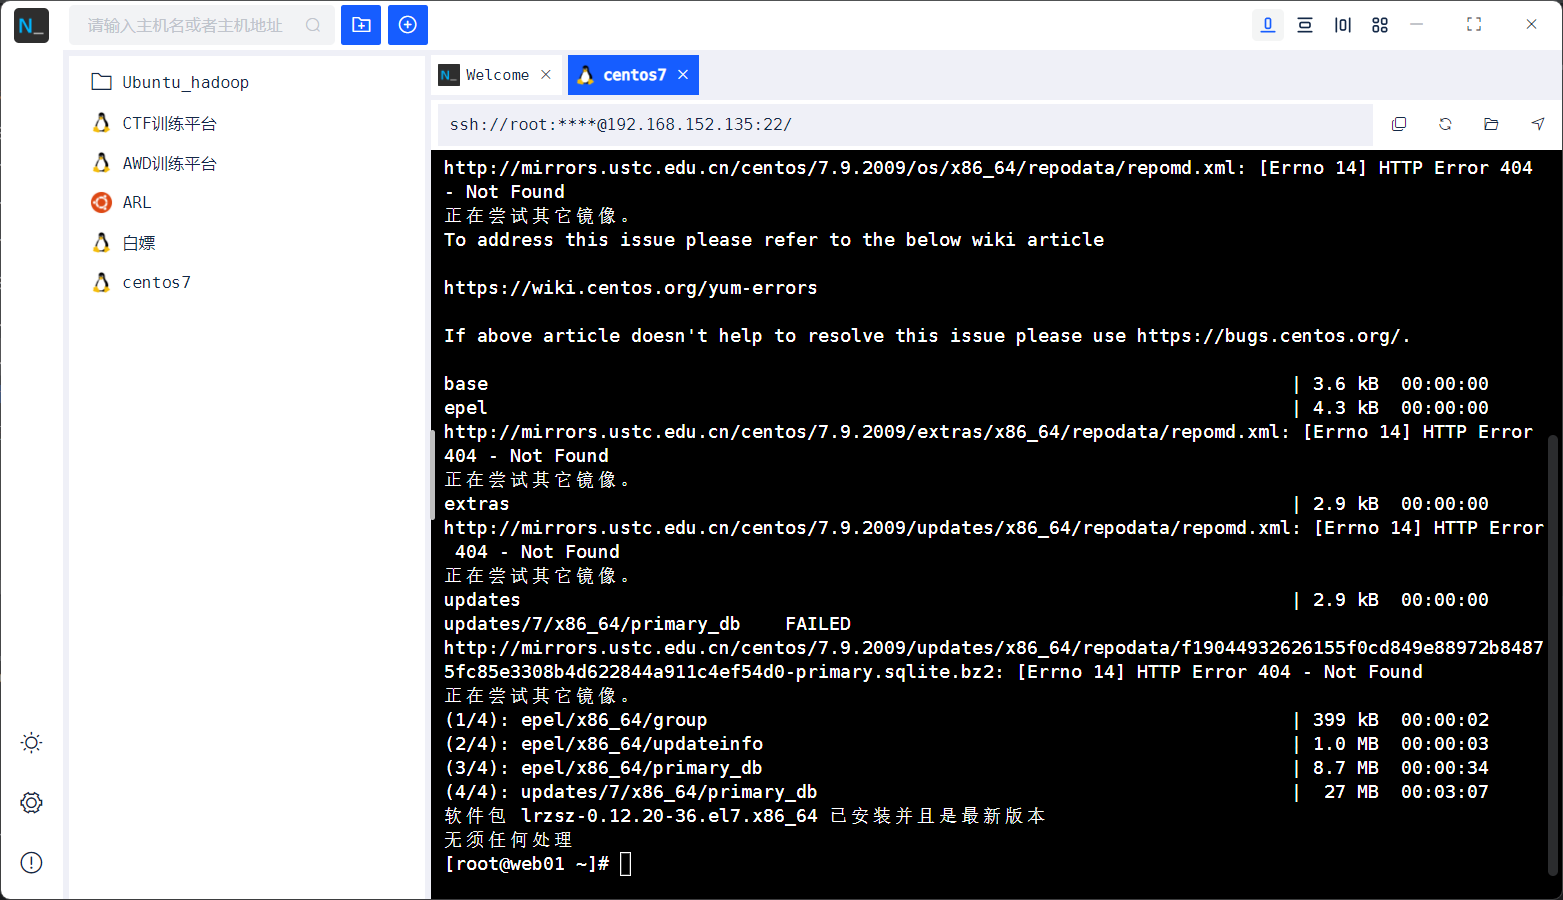 N_
请输入主机名或者主机地址
Ubuntu_hadoop
CTF训练平台
AWD训练平台
ARL
白嫖
centos7
N_ Welcome
centos7
ssh://root:****@192.168.152.135:22/
http://mirrors.ustc.edu.cn/centos/7.9.2009/os/x86_64/repodata/repomd.xml: [Errno 14] HTTP Error 404
- Not Found
正在尝试其它镜像。
To address this issue please refer to the below wiki article
https://wiki.centos.org/yum-errors
If above article doesn't help to resolve this issue please use https://bugs.centos.org/.
base | 3.6 kB 00:00:00
epel | 4.3 kB 00:00:00
http://mirrors.ustc.edu.cn/centos/7.9.2009/extras/x86_64/repodata/repomd.xml: [Errno 14] HTTP Error
404 - Not Found
正在尝试其它镜像。
extras | 2.9 kB 00:00:00
http://mirrors.ustc.edu.cn/centos/7.9.2009/updates/x86_64/repodata/repomd.xml: [Errno 14] HTTP Error
404 - Not Found
正在尝试其它镜像。
updates | 2.9 kB 00:00:00
updates/7/x86_64/primary_db FAILED
http://mirrors.ustc.edu.cn/centos/7.9.2009/updates/x86_64/repodata/f19044932626155f0cd849e88972b8487
5fc85e3308b4d622844a911c4ef54d0-primary.sqlite.bz2: [Errno 14] HTTP Error 404 - Not Found
正在尝试其它镜像。
(1/4): epel/x86_64/group | 399 kB 00:00:02
(2/4): epel/x86_64/updateinfo | 1.0 MB 00:00:03
(3/4): epel/x86_64/primary_db | 8.7 MB 00:00:34
(4/4): updates/7/x86_64/primary_db | 27 MB 00:03:07
软件包 lrzsz-0.12.20-36.el7.x86_64 已安装并且是最新版本
无须任何处理
[root@web01 ~]#